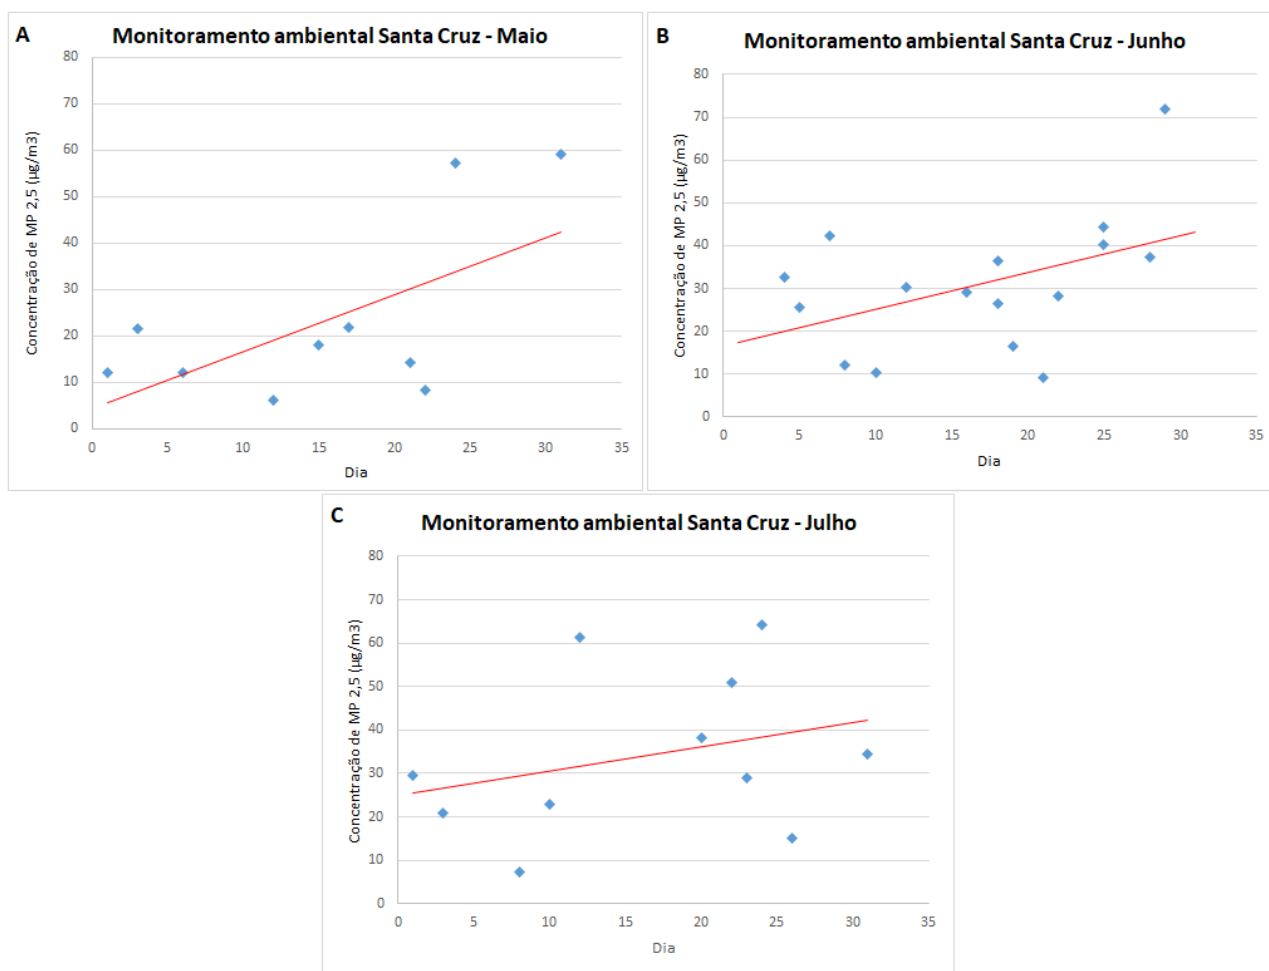 A
Monitoramento ambiental Santa Cruz - Maio
Concentração de MP 2,5 (µg/m3)
80
70
60
50
40
30
20
10
0
0 5 10 15 20 25 30 35
Dia
B
Monitoramento ambiental Santa Cruz - Junho
Concentração de MP 2,5 (µg/m3)
80
70
60
50
40
30
20
10
0
0 5 10 15 20 25 30 35
Dia
C
Monitoramento ambiental Santa Cruz - Julho
Concentração de MP 2,5 (µg/m3)
80
70
60
50
40
30
20
10
0
0 5 10 15 20 25 30 35
Dia